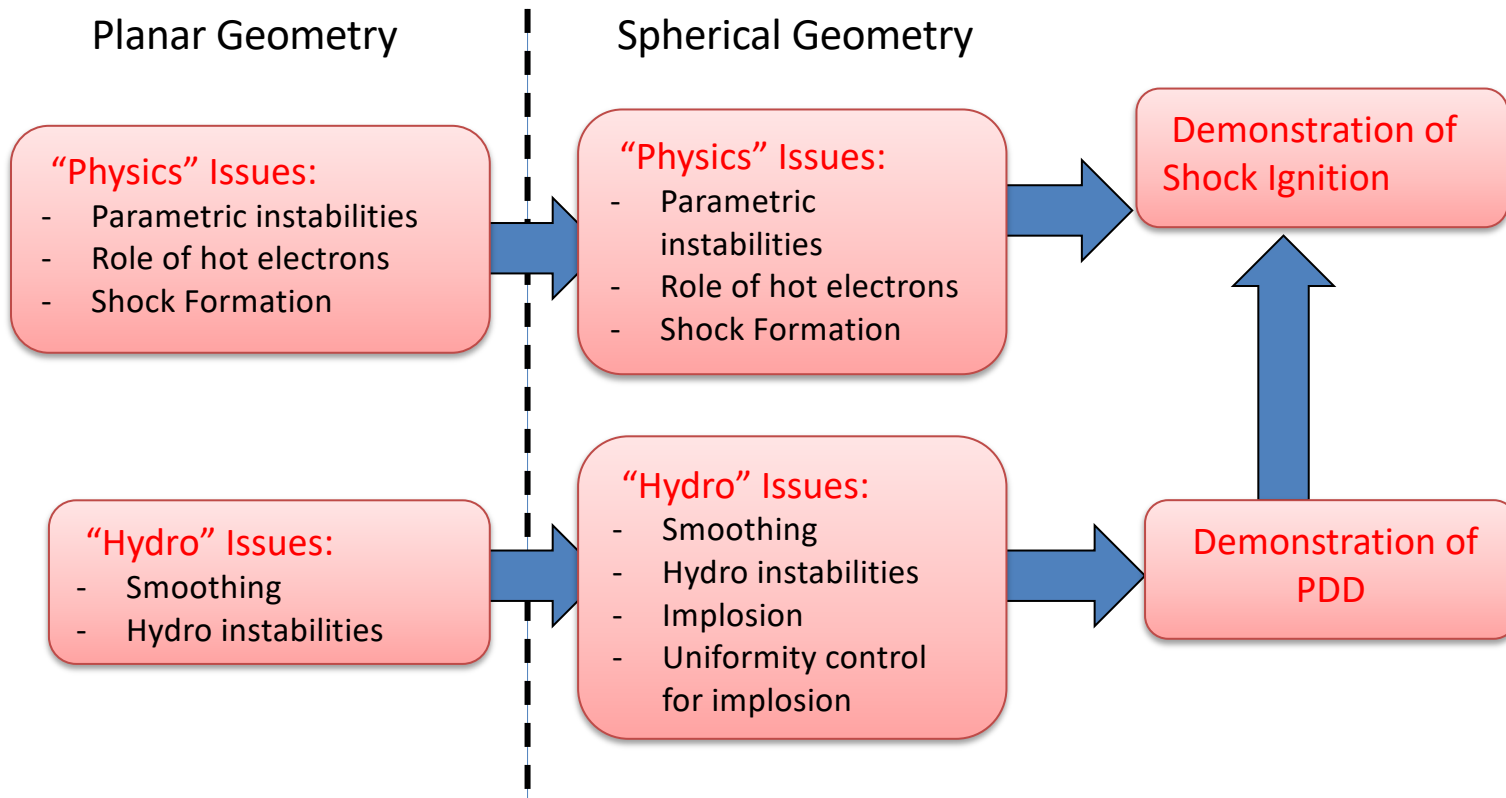 Planar Geometry
Spherical Geometry
“Physics” Issues:
- Parametric instabilities
- Role of hot electrons
- Shock Formation
“Physics” Issues:
- Parametric
instabilities
- Role of hot electrons
- Shock Formation
Demonstration of
Shock Ignition
“Hydro” Issues:
- Smoothing
- Hydro instabilities
“Hydro” Issues:
- Smoothing
- Hydro instabilities
- Implosion
- Uniformity control
for implosion
Demonstration of
PDD